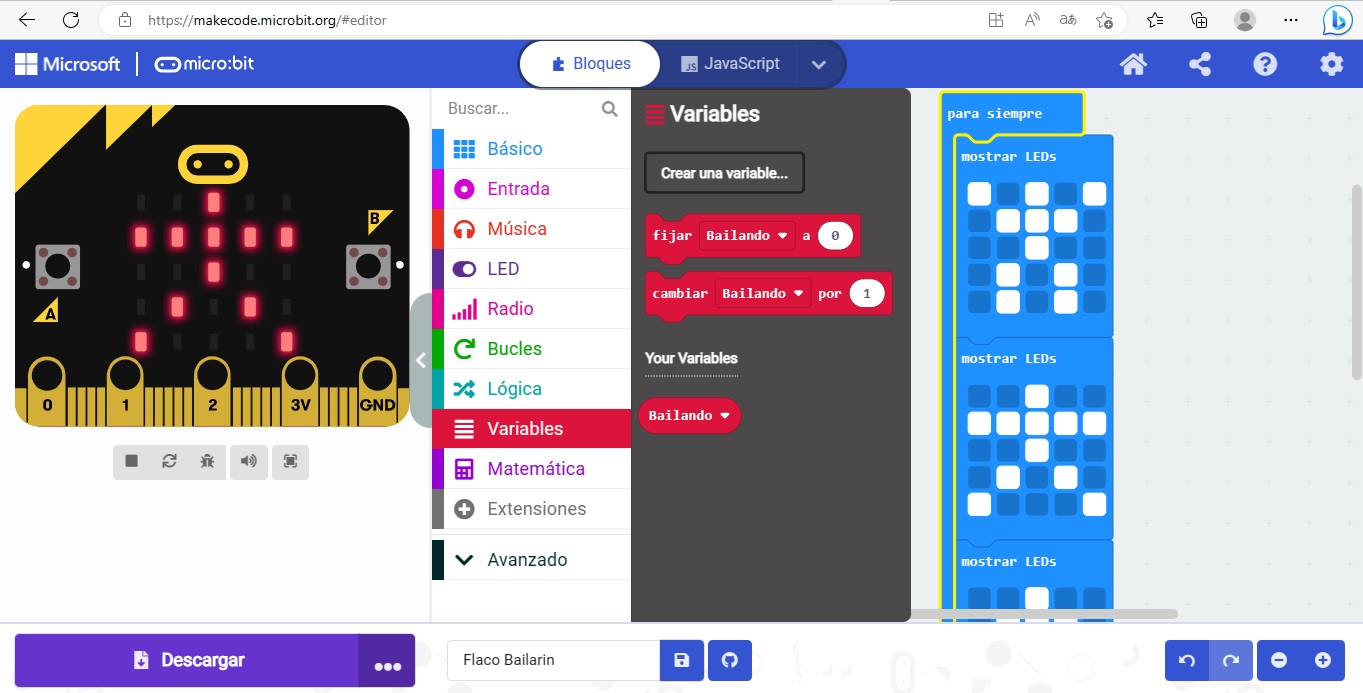 https://makecode.microbit.org/#editor
Microsoft
micro:bit
Bloques
JS JavaScript
B
A
0 1 2 3V GND
Buscar...
Básico
Entrada
Música
LED
Radio
Bucles
Lógica
Variables
Matemática
Extensiones
Avanzado
Variables
Crear una variable...
fijar Bailando a 0
cambiar Bailando por 1
Your Variables
Bailando
para siempre
mostrar LEDs
mostrar LEDs
mostrar LEDs
Descargar
Flaco Bailarin